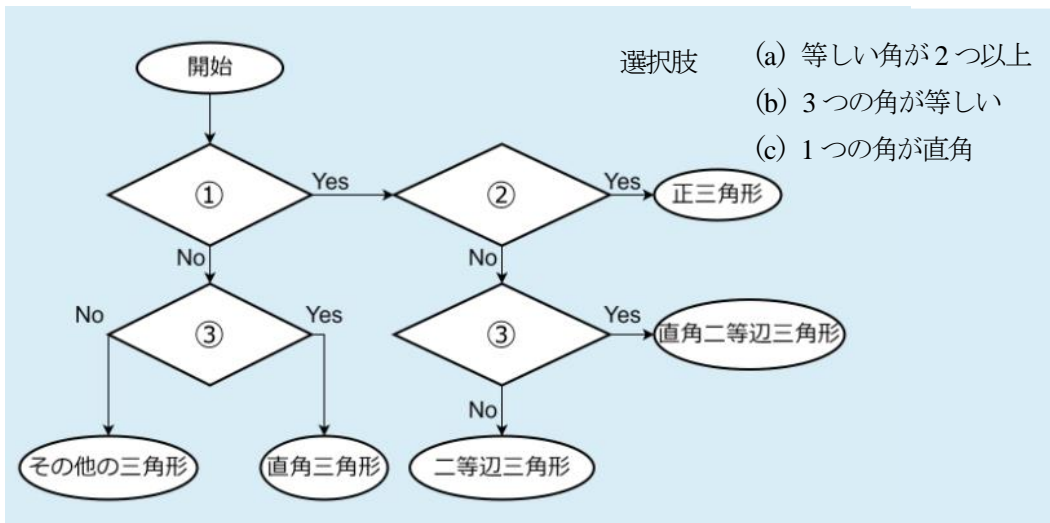 開始
選択肢
(a) 等しい角が2つ以上
(b) 3つの角が等しい
(c) 1つの角が直角
①
Yes
②
Yes
正三角形
No
No
No
③
Yes
③
Yes
直角二等辺三角形
No
その他の三角形
直角三角形
二等辺三角形